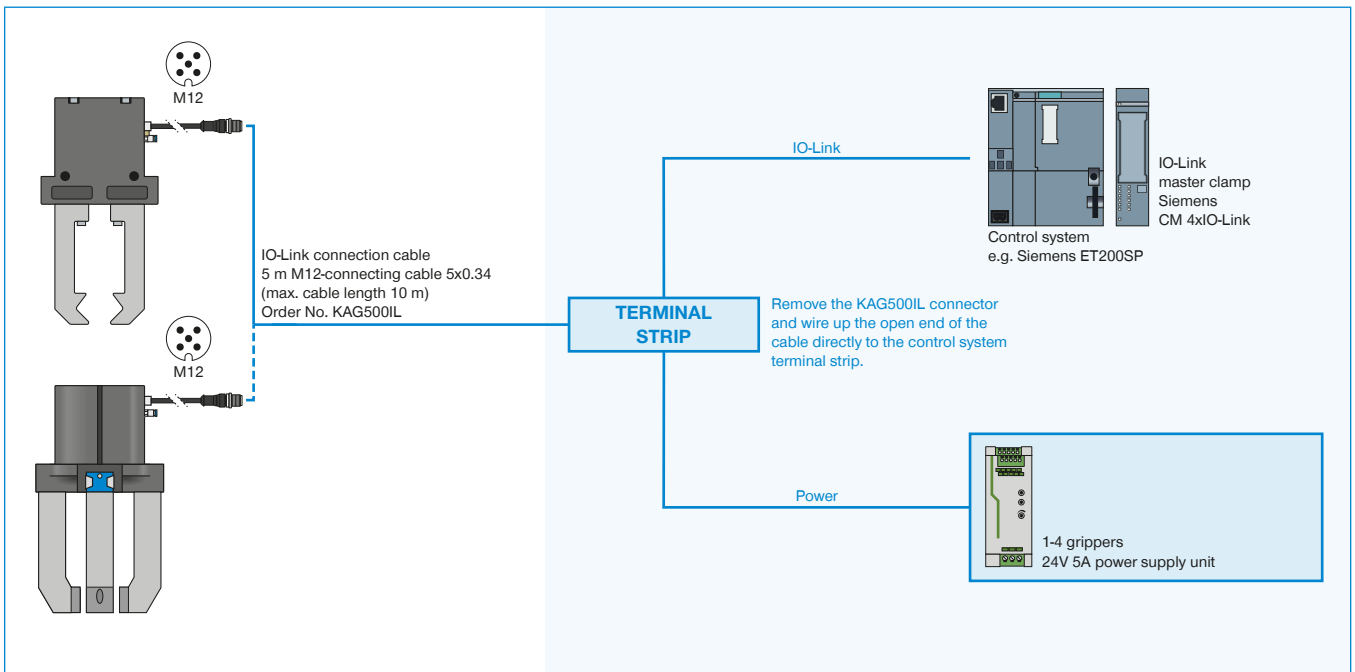 M12
IO-Link connection cable
5 m M12-connecting cable 5x0.34
(max. cable length 10 m)
Order No. KAG500IL
M12
TERMINAL
STRIP
Remove the KAG500IL connector
and wire up the open end of the
cable directly to the control system
terminal strip.
IO-Link
Control system
e.g. Siemens ET200SP
IO-Link
master clamp
Siemens
CM 4xIO-Link
Power
1-4 grippers
24V 5A power supply unit